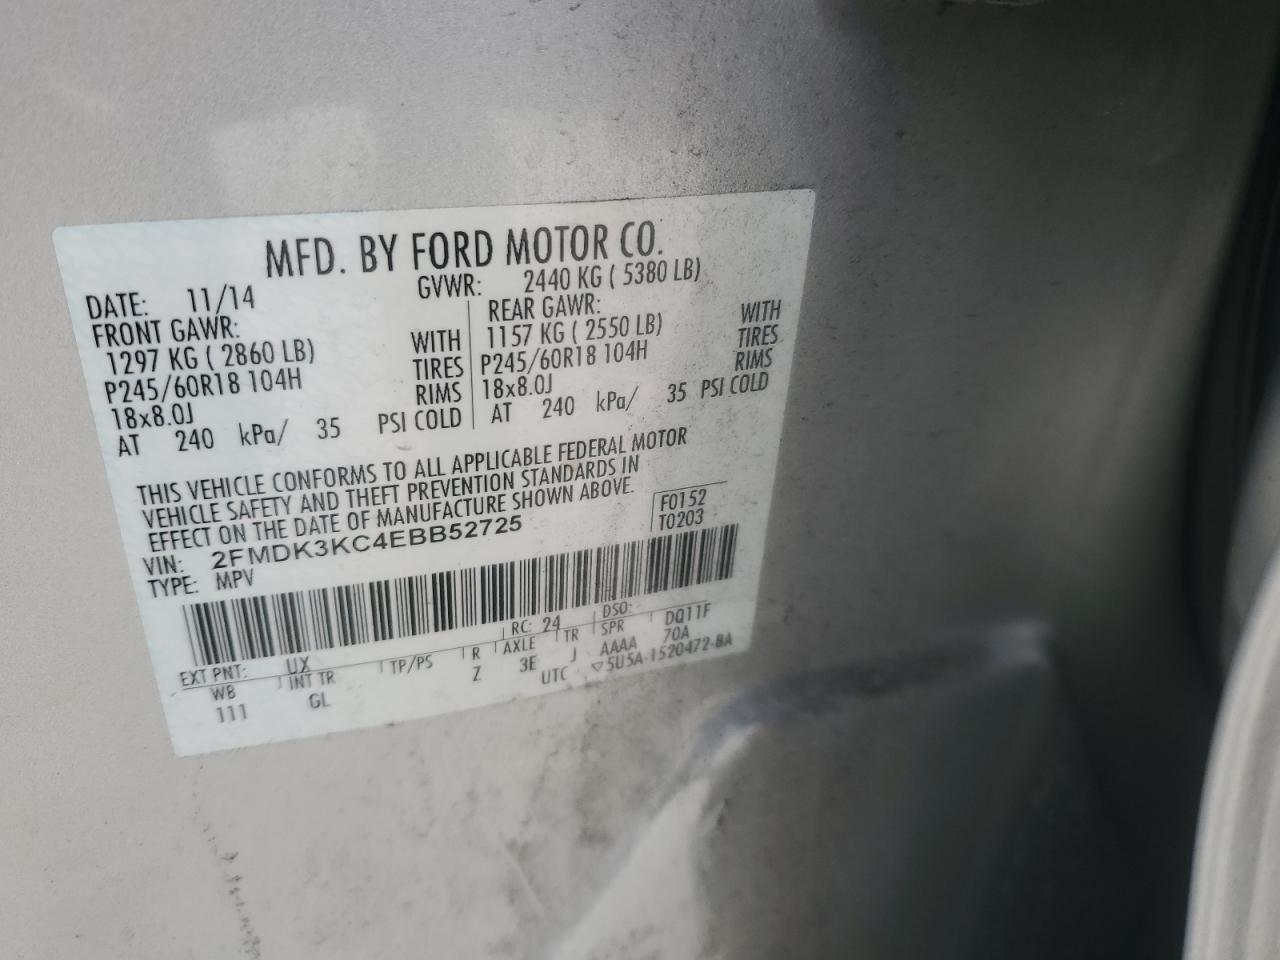 MFD. BY FORD MOTOR CO.
DATE: 11/14 GVWR: 2440 KG ( 5380 LB)
FRONT GAWR: REAR GAWR:
1297 KG ( 2860 LB) WITH 1157 KG ( 2550 LB) WITH
P245/60R18 104H TIRES P245/60R18 104H TIRES
18x8.0J RIMS 18x8.0J RIMS
AT 240 kPa/ 35 PSI COLD AT 240 kPa/ 35 PSI COLD
THIS VEHICLE CONFORMS TO ALL APPLICABLE FEDERAL MOTOR
VEHICLE SAFETY AND THEFT PREVENTION STANDARDS IN
EFFECT ON THE DATE OF MANUFACTURE SHOWN ABOVE.
F0152
T0203
VIN: 2FMDK3KC4EBB52725
TYPE: MPV
EXT PNT: UX RC: 24 DSO:
WB INT TR TP/PS R AXLE TR SPR DQ11F
111 GL Z 3E J AAAA 70A
UTC ▽5U5A-1520472-BA